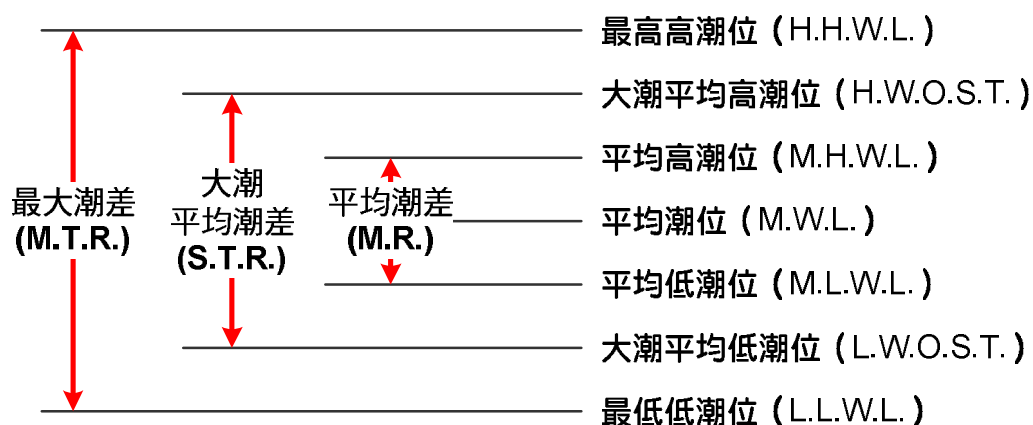 最高高潮位（H.H.W.L.）
大潮平均高潮位（H.W.O.S.T.）
平均高潮位（M.H.W.L.）
平均潮位（M.W.L.）
平均低潮位（M.L.W.L.）
大潮平均低潮位（L.W.O.S.T.）
最低低潮位（L.L.W.L.）
最大潮差
(M.T.R.)
大潮
平均潮差
(S.T.R.)
平均潮差
(M.R.)